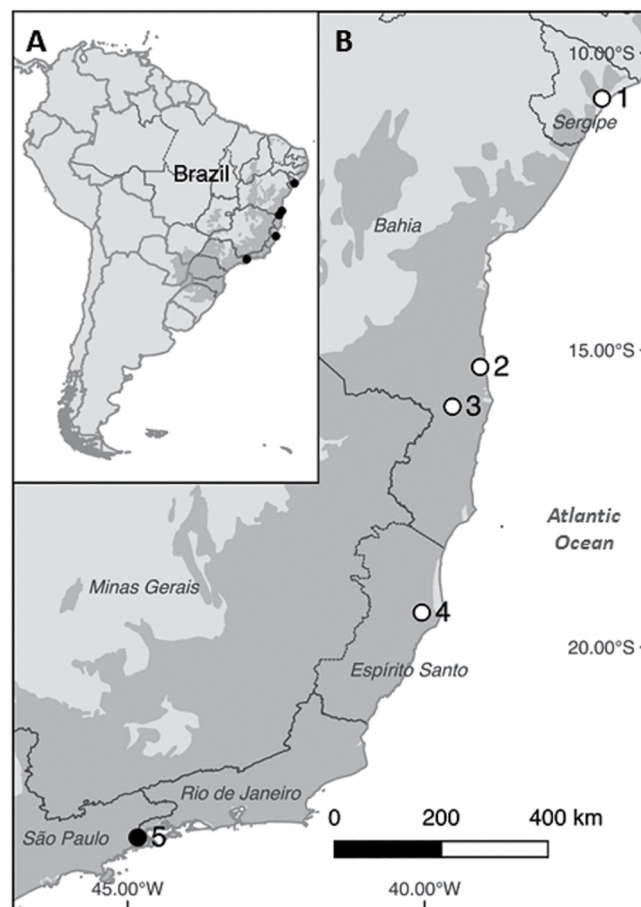 A
B
10.00°S
1
Sergipe
Brazil
Bahia
15.00°S
2
3
Atlantic
Ocean
Minas Gerais
4
20.00°S
Espírito Santo
Rio de Janeiro
0 200 400 km
São Paulo
5
45.00°W
40.00°W